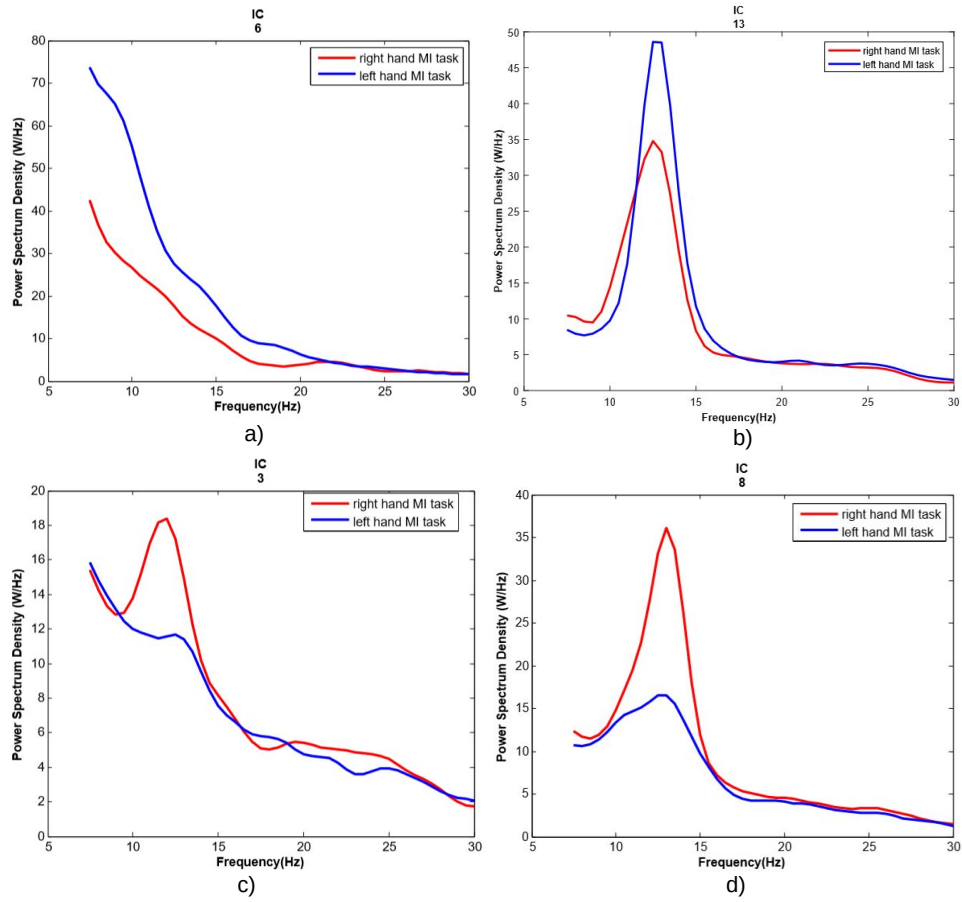 IC
6
80
70
60
50
40
30
20
10
0
Power Spectrum Density (W/Hz)
right hand MI task
left hand MI task
5 10 15 20 25 30
Frequency(Hz)
a)
IC
13
50
45
40
35
30
25
20
15
10
5
0
Power Spectrum Density (W/Hz)
right hand MI task
left hand MI task
5 10 15 20 25 30
Frequency(Hz)
b)
IC
3
20
18
16
14
12
10
8
6
4
2
0
Power Spectrum Density (W/Hz)
right hand MI task
left hand MI task
5 10 15 20 25 30
Frequency(Hz)
c)
IC
8
40
35
30
25
20
15
10
5
0
Power Spectrum Density (W/Hz)
right hand MI task
left hand MI task
5 10 15 20 25 30
Frequency(Hz)
d)